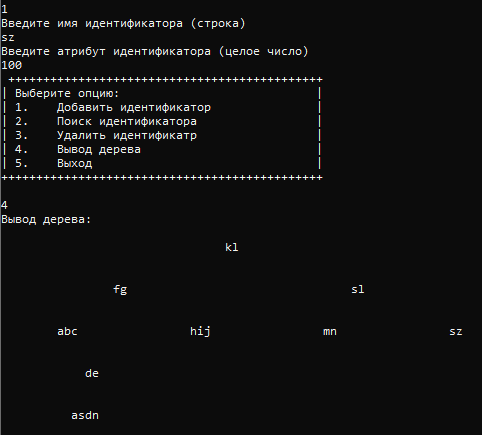 1
Введите имя идентификатора (строка)
sz
Введите атрибут идентификатора (целое число)
100
++++++++++++++++++++++++++++++++++++++++++++++
| Выберите опцию: |
| 1. Добавить идентификатор |
| 2. Поиск идентификатора |
| 3. Удалить идентификатр |
| 4. Вывод дерева |
| 5. Выход |
++++++++++++++++++++++++++++++++++++++++++++++
4
Вывод дерева:
kl
fg sl
abc hij mn sz
de
asdn